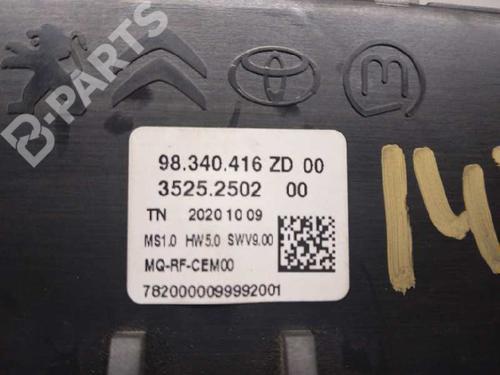 B-PARTS
98.340.416 ZD 00
3525.2502 00
TN 2020 10 09
MS1.0 HW5.0 SWV9.00
MQ-RF-CEM00
7820000099992001